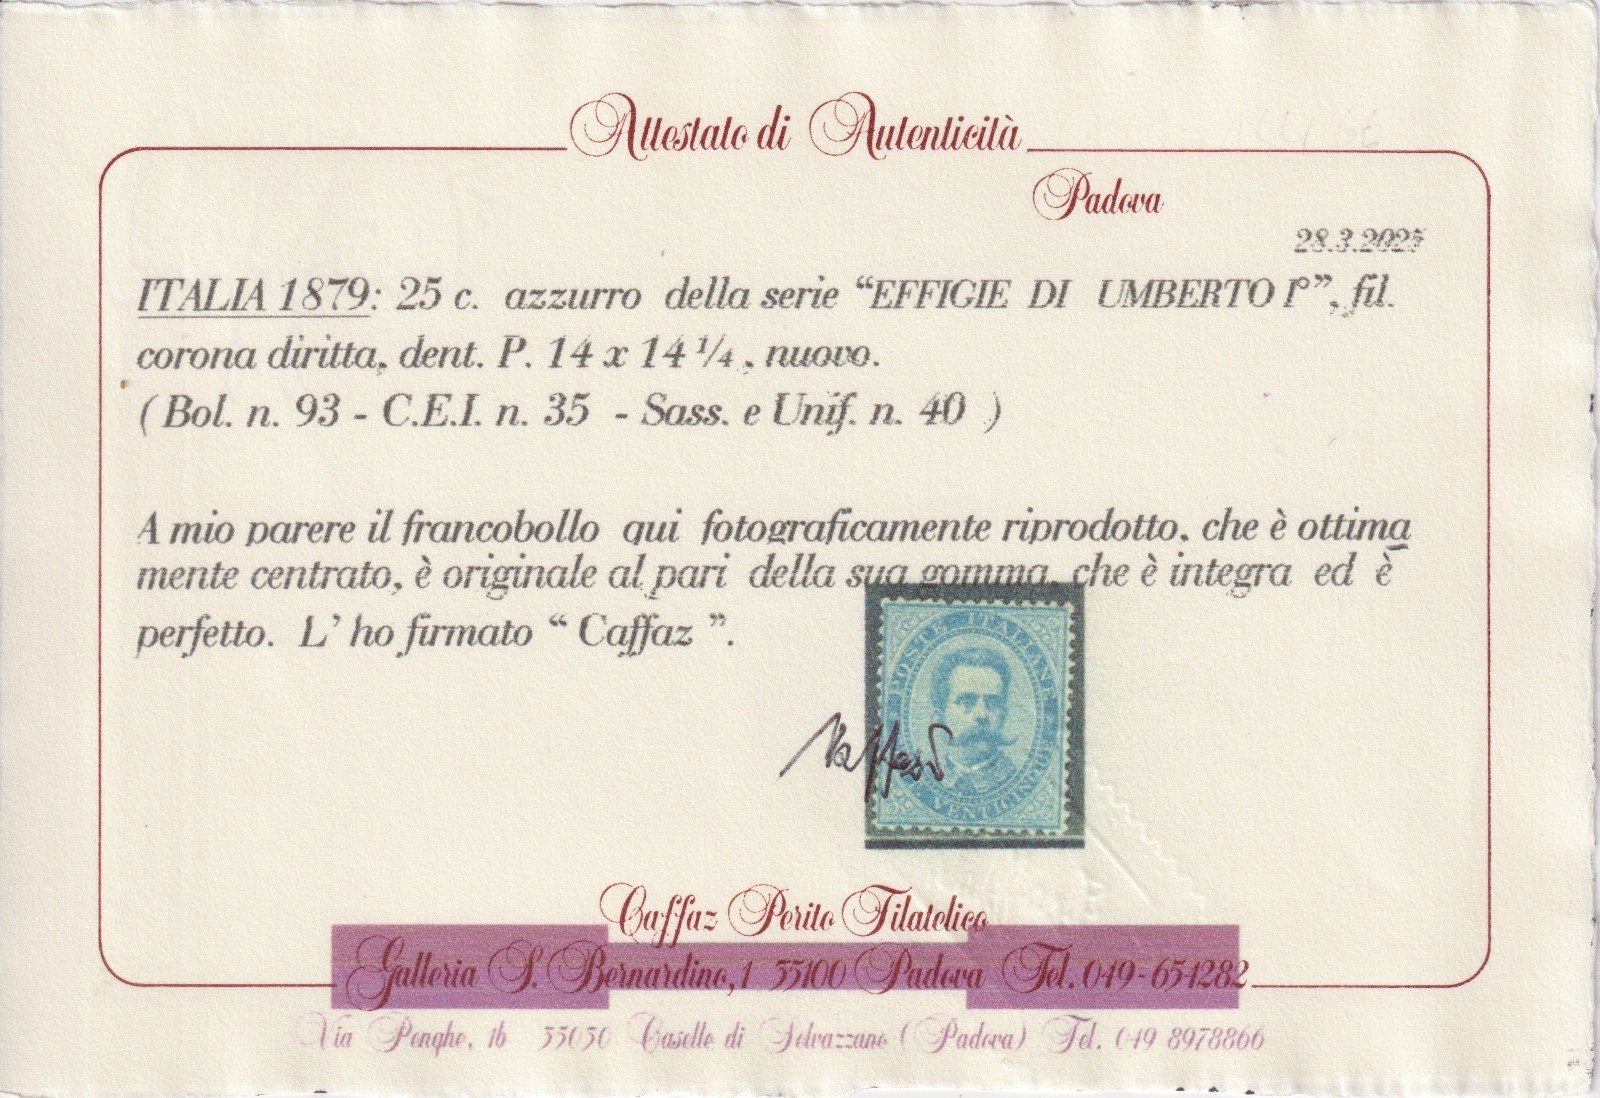 Attestato di Autenticità
Padova
28.3.2025
ITALIA 1879: 25 c. azzurro della serie "EFFIGIE DI UMBERTO I°", fil.
corona diritta, dent. P. 14 x 14 ¼, nuovo.
( Bol. n. 93 - C.E.I. n. 35 - Sass. e Unif. n. 40 )
A mio parere il francobollo qui fotograficamente riprodotto, che è ottima
mente centrato, è originale al pari della sua gomma, che è integra ed è
perfetto. L' ho firmato " Caffaz ".
POSTE ITALIANE
VENTICINQUE
Caffaz Perito Filatelico
Galleria S. Bernardino, 1 35100 Padova Tel. 049-654282
Via Penghe, 1b 35030 Caselle di Selvazzano (Padova) Tel. 049 8978866